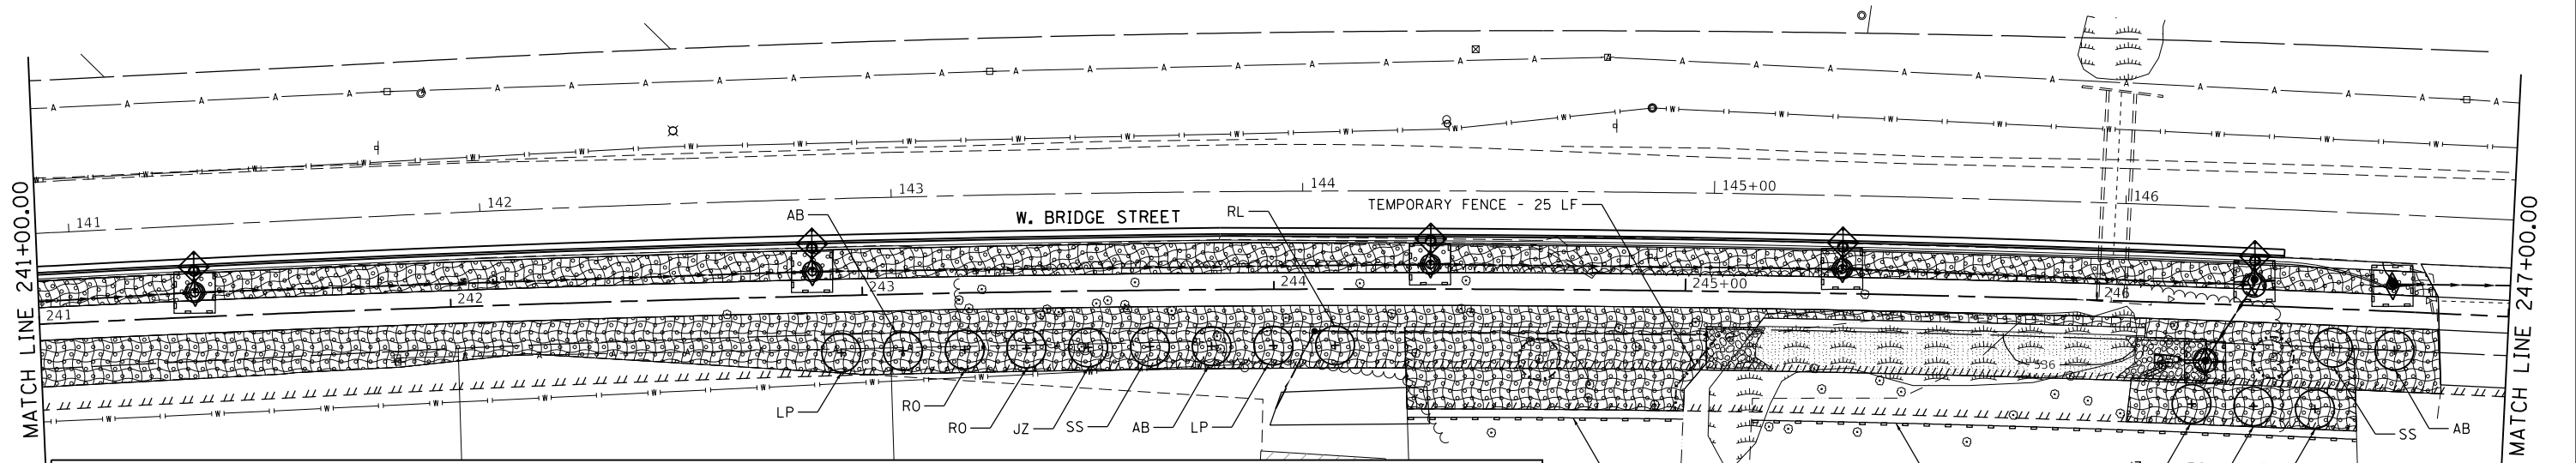 MATCH LINE 241+00.00
141
142
143
144
145+00
146
W. BRIDGE STREET
AB
RL
TEMPORARY FENCE - 25 LF
241
242
243
244
245+00
246
536
LP
RO
RO
JZ
SS
AB
LP
SS
AB
MATCH LINE 247+00.00